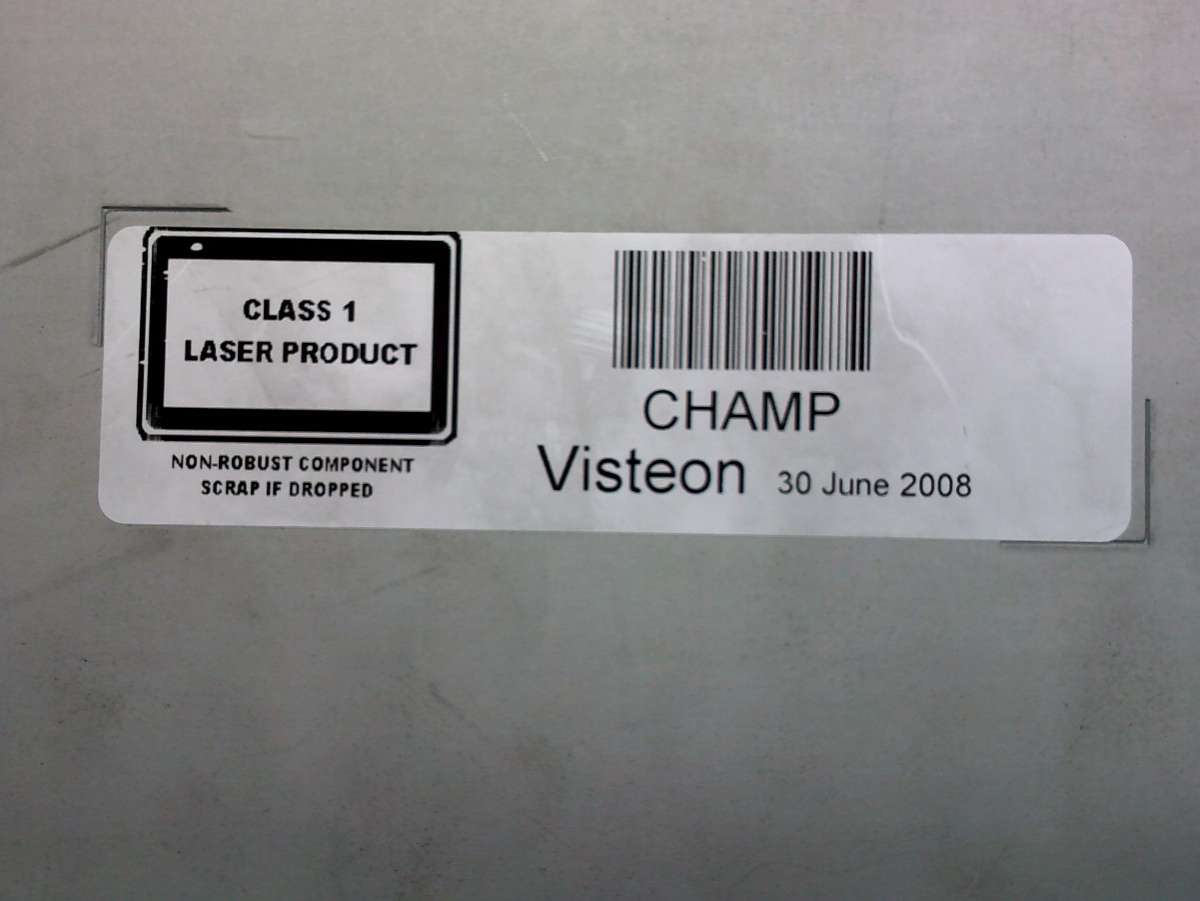 CLASS 1
LASER PRODUCT
NON-ROBUST COMPONENT
SCRAP IF DROPPED
CHAMP
Visteon 30 June 2008